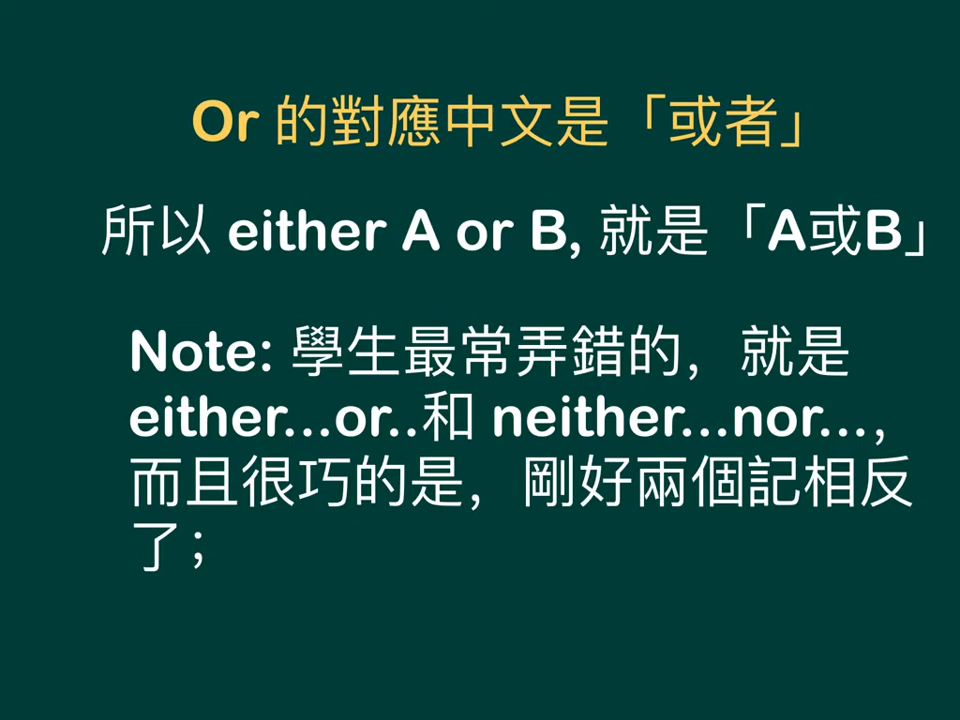 Or 的對應中文是「或者」
所以 either A or B, 就是「A或B」
Note: 學生最常弄錯的，就是
either...or..和 neither...nor...，
而且很巧的是，剛好兩個記相反
了；